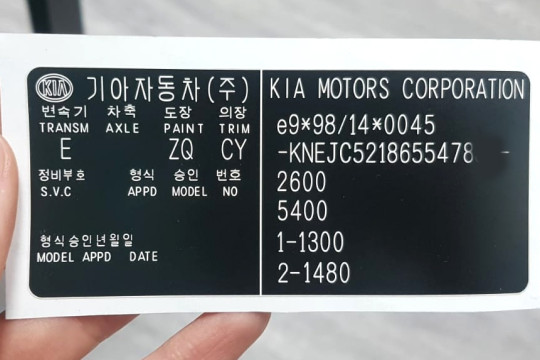 KIA 기아자동차(주)
변속기 차축 도장 의장
TRANSM AXLE PAINT TRIM
E ZQ CY
정비부호 형식 승인 번호
S.V.C APPD MODEL NO
형식승인년월일
MODEL APPD DATE
KIA MOTORS CORPORATION
e9*98/14*0045
-KNEJC5218655478 -
2600
5400
1-1300
2-1480